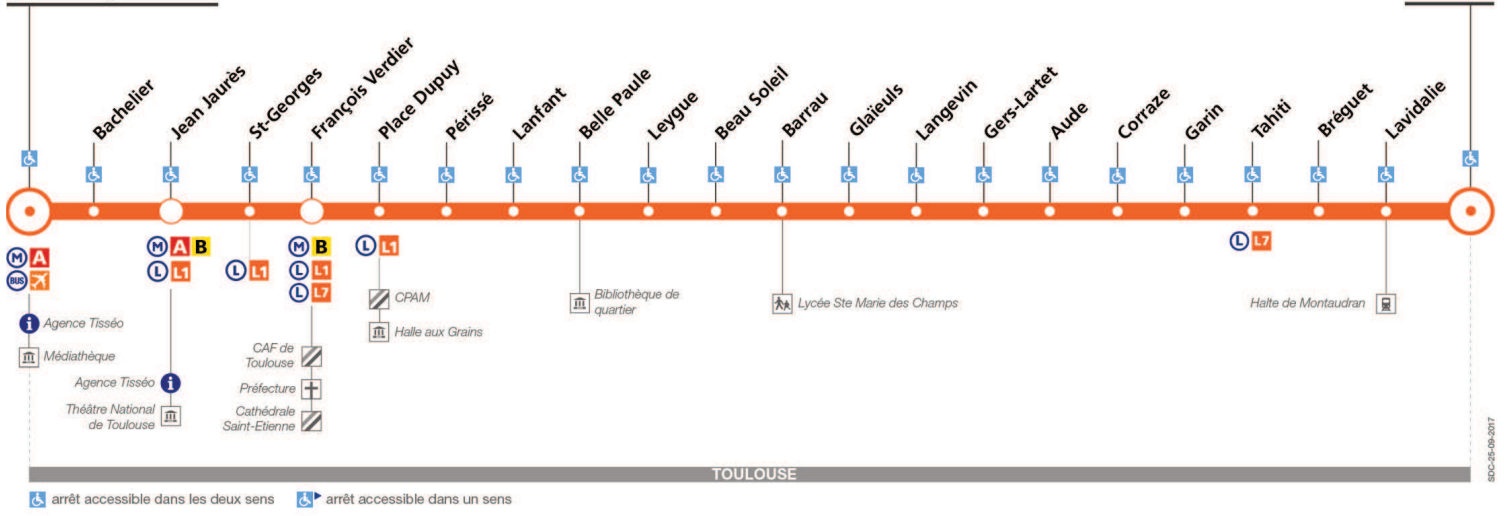 Bachelier
Jean Jaurès
St-Georges
François Verdier
Place Dupuy
Périssé
Lanfant
Belle Paule
Leygue
Beau Soleil
Barrau
Glaïeuls
Langevin
Gers-Lartet
Aude
Corraze
Garin
Tahiti
Bréguet
Lavidalie
M A
BUS
M A B
L L1
L L1
M B
L L1
L L7
L L1
L L7
i Agence Tisséo
Médiathèque
Agence Tisséo i
Théâtre National
de Toulouse
CAF de
Toulouse
Préfecture
Cathédrale
Saint-Etienne
CPAM
Halle aux Grains
Bibliothèque de
quartier
Lycée Ste Marie des Champs
Halte de Montaudran
TOULOUSE
arrêt accessible dans les deux sens
arrêt accessible dans un sens
SDC-25-09-2017